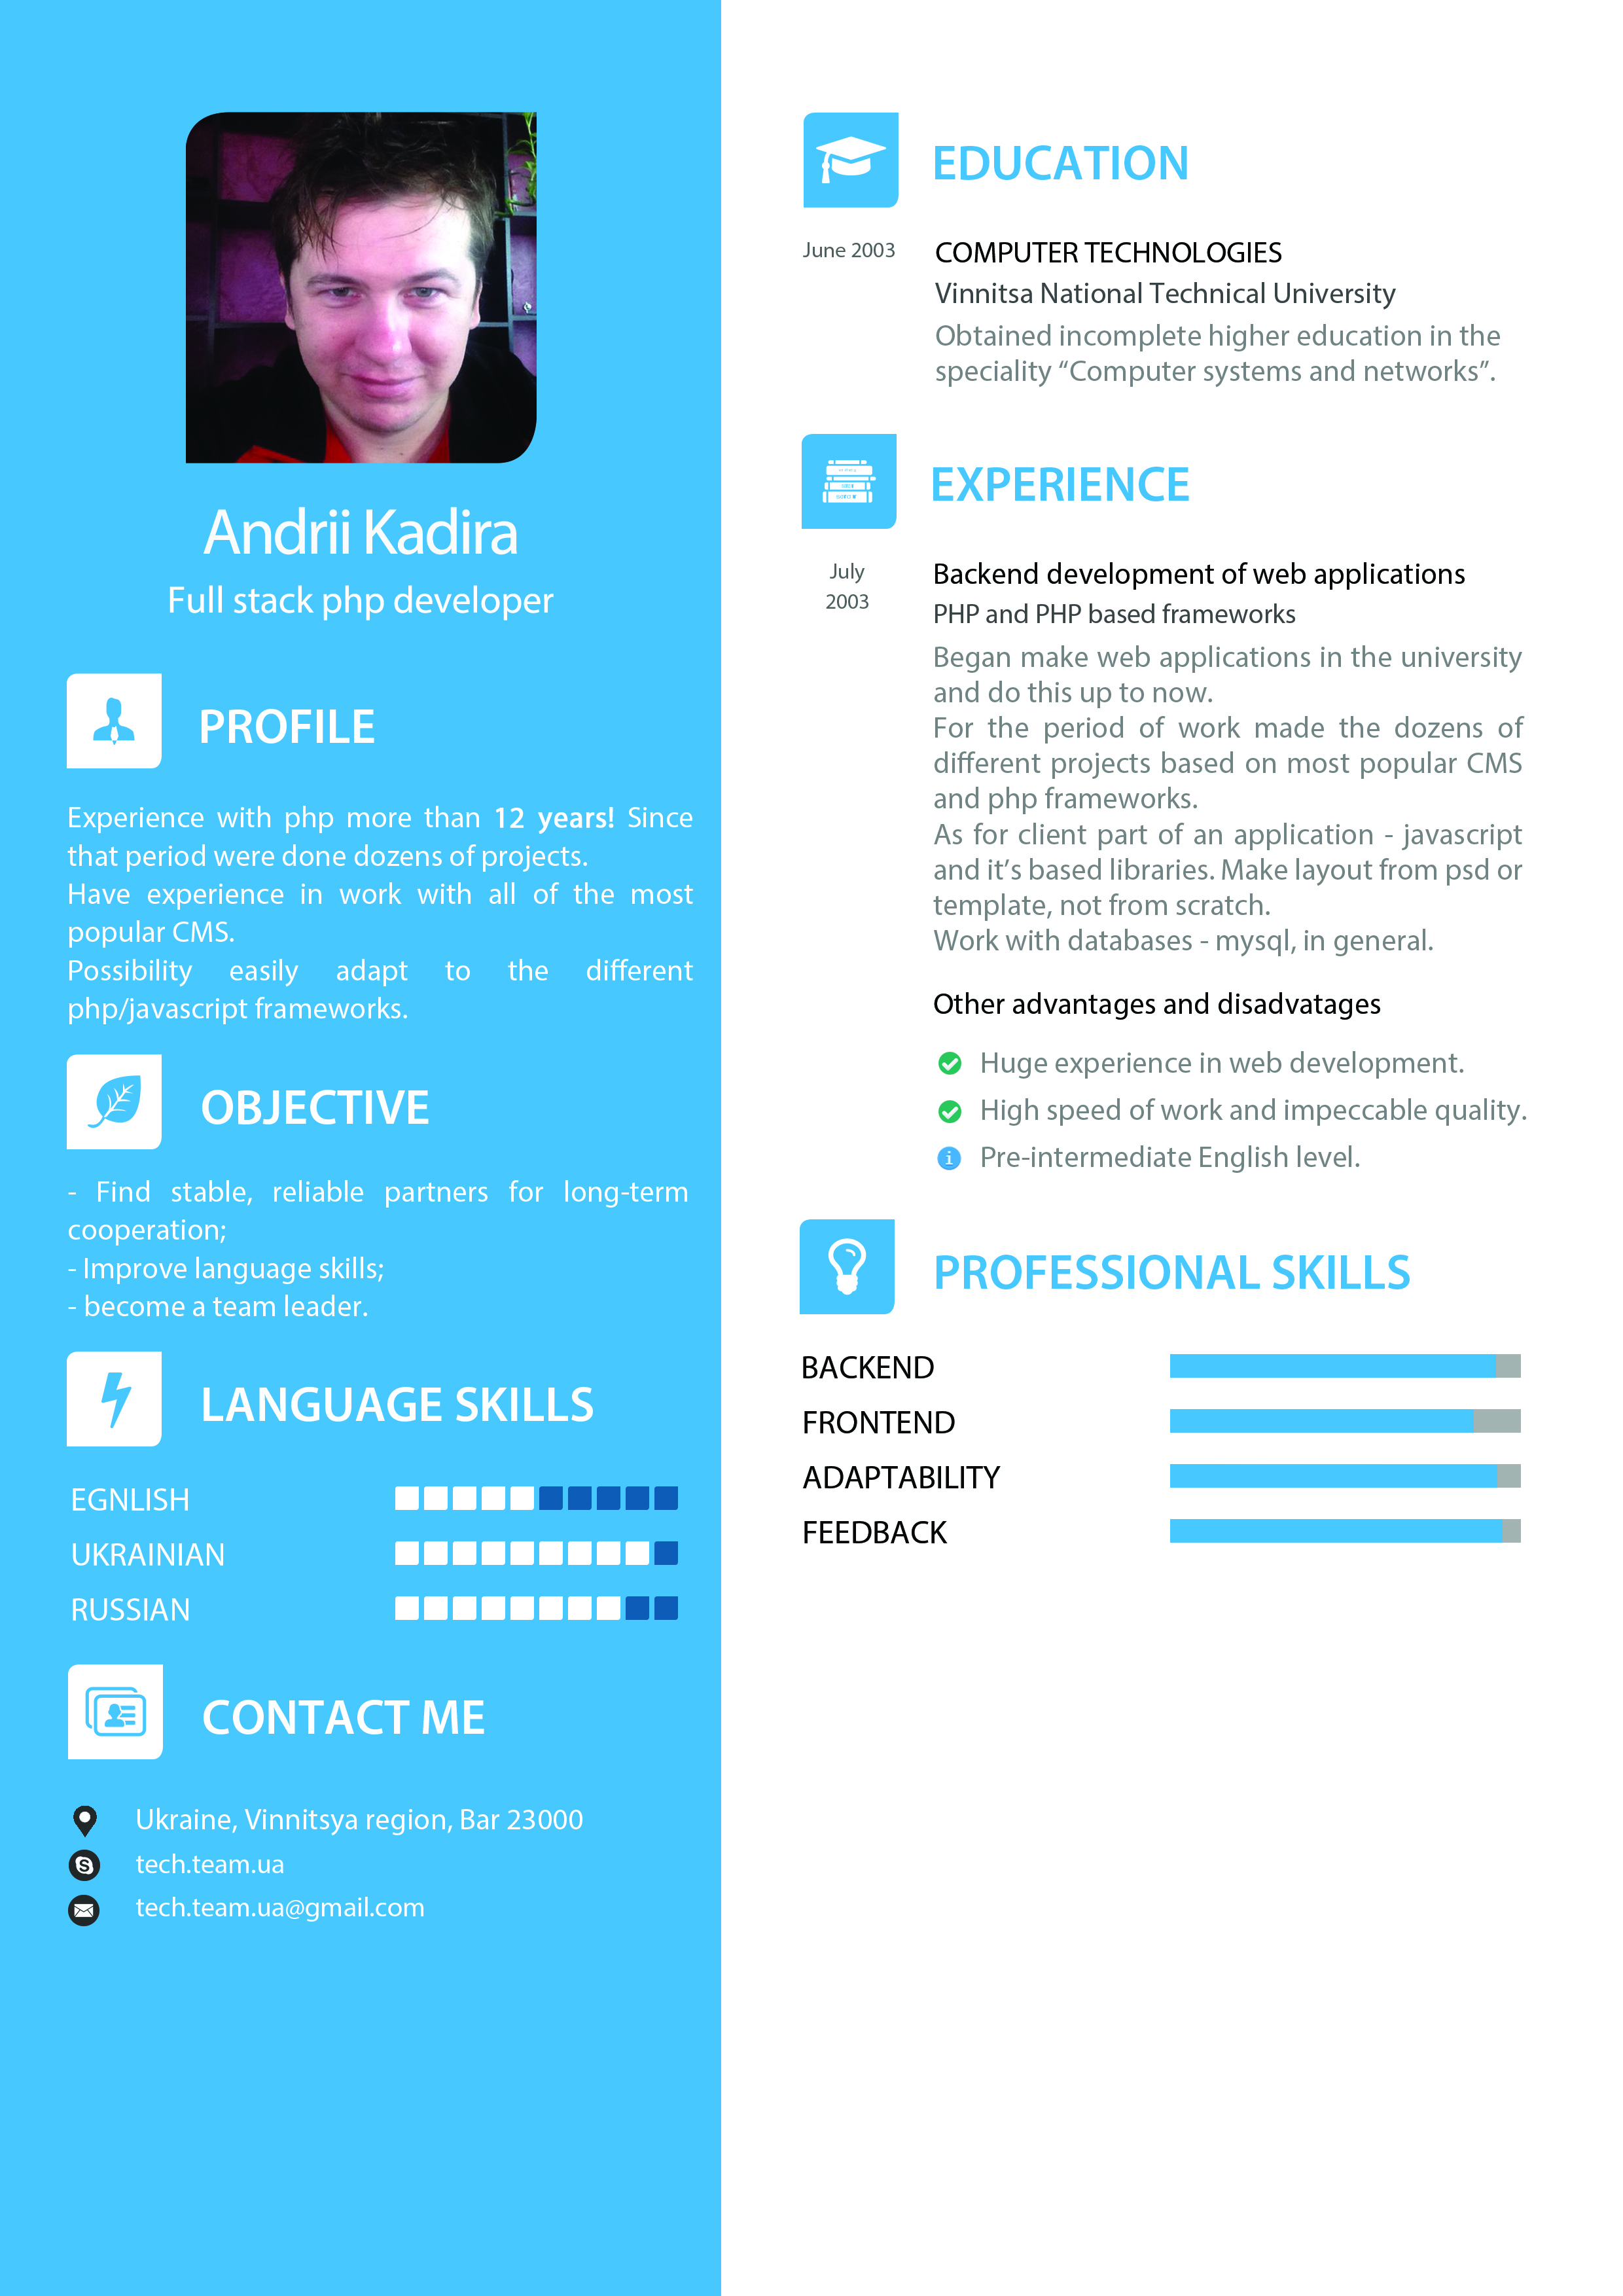 Andrii Kadira
Full stack php developer
PROFILE
Experience with php more than 12 years! Since
that period were done dozens of projects.
Have experience in work with all of the most
popular CMS.
Possibility easily adapt to the different
php/javascript frameworks.
OBJECTIVE
- Find stable, reliable partners for long-term
cooperation;
- Improve language skills;
- become a team leader.
LANGUAGE SKILLS
EGNLISH
UKRAINIAN
RUSSIAN
CONTACT ME
Ukraine, Vinnitsya region, Bar 23000
tech.team.ua
tech.team.ua@gmail.com
EDUCATION
June 2003
COMPUTER TECHNOLOGIES
Vinnitsa National Technical University
Obtained incomplete higher education in the
speciality “Computer systems and networks”.
EXPERIENCE
July
2003
Backend development of web applications
PHP and PHP based frameworks
Began make web applications in the university
and do this up to now.
For the period of work made the dozens of
different projects based on most popular CMS
and php frameworks.
As for client part of an application - javascript
and it’s based libraries. Make layout from psd or
template, not from scratch.
Work with databases - mysql, in general.
Other advantages and disadvatages
Huge experience in web development.
High speed of work and impeccable quality.
Pre-intermediate English level.
PROFESSIONAL SKILLS
BACKEND
FRONTEND
ADAPTABILITY
FEEDBACK